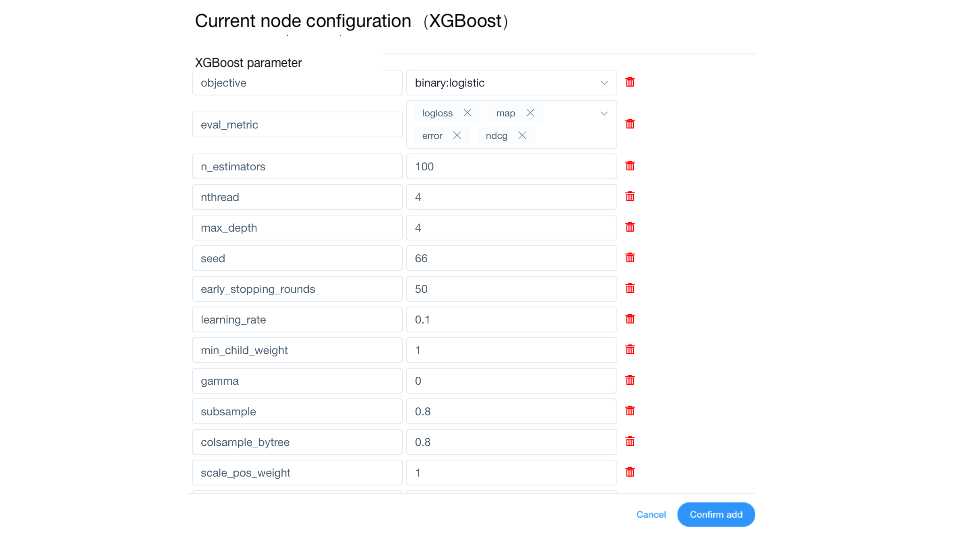 Current node configuration（XGBoost）
XGBoost parameter
objective binary:logistic
eval_metric logloss map
error ndcg
n_estimators 100
nthread 4
max_depth 4
seed 66
early_stopping_rounds 50
learning_rate 0.1
min_child_weight 1
gamma 0
subsample 0.8
colsample_bytree 0.8
scale_pos_weight 1
Cancel Confirm add